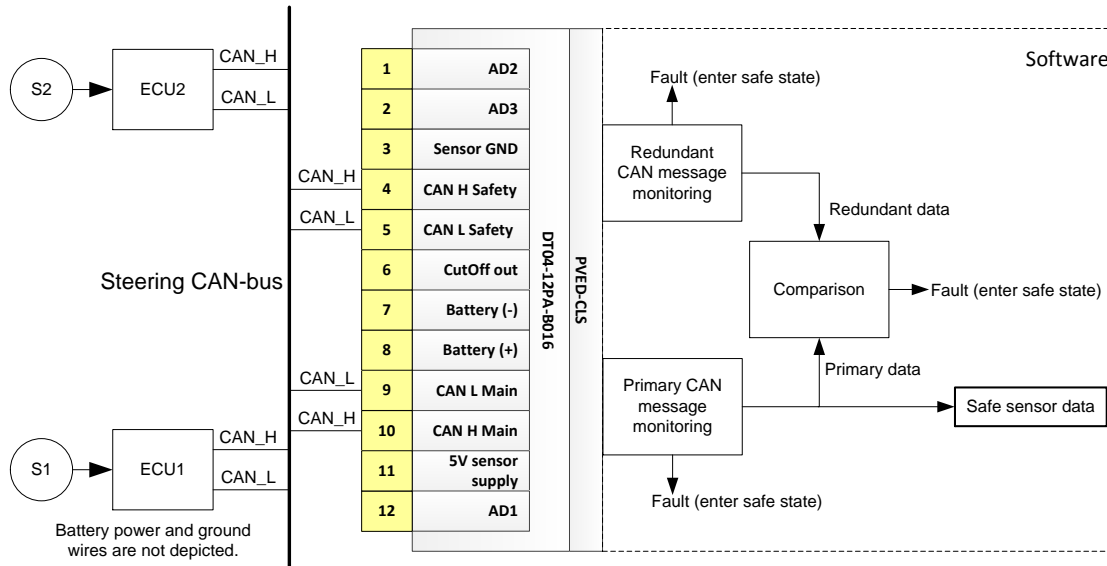 S2
ECU2
CAN_H
CAN_L
CAN_H
CAN_L
Steering CAN-bus
CAN_L
CAN_H
S1
ECU1
CAN_H
CAN_L
Battery power and ground
wires are not depicted.
1 AD2
2 AD3
3 Sensor GND
4 CAN H Safety
5 CAN L Safety
6 CutOff out
7 Battery (-)
8 Battery (+)
9 CAN L Main
10 CAN H Main
11 5V sensor
supply
12 AD1
DT04-12PA-B016
PVED-CLS
Software
Fault (enter safe state)
Redundant
CAN message
monitoring
Redundant data
Comparison
Fault (enter safe state)
Primary data
Primary CAN
message
monitoring
Safe sensor data
Fault (enter safe state)